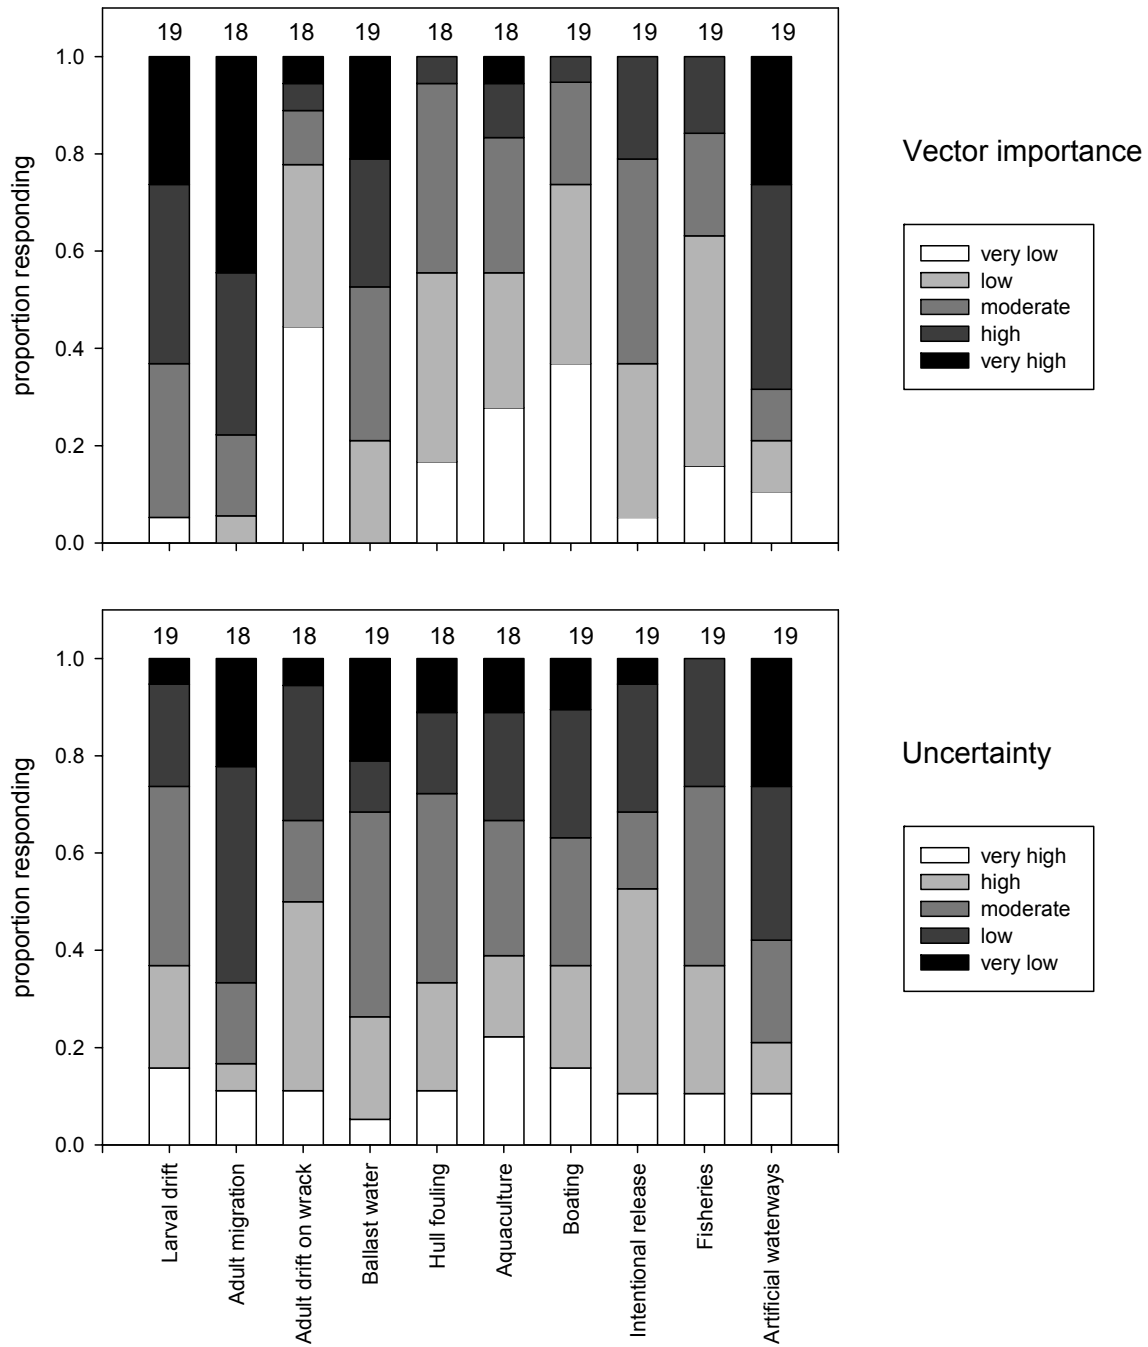 19 18 18 19 18 18 19 19 19 19
1.0
0.8
0.6
0.4
0.2
0.0
proportion responding
Vector importance
very low
low
moderate
high
very high
19 18 18 19 18 18 19 19 19 19
1.0
0.8
0.6
0.4
0.2
0.0
proportion responding
Uncertainty
very high
high
moderate
low
very low
Larval drift
Adult migration
Adult drift on wrack
Ballast water
Hull fouling
Aquaculture
Boating
Intentional release
Fisheries
Artificial waterways